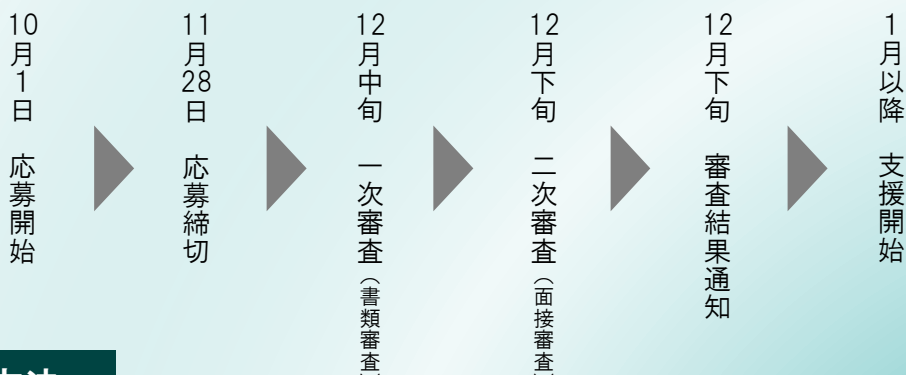 10月1日 応募開始
11月28日 応募締切
12月中旬 一次審査（書類審査
12月下旬 二次審査（面接審査
12月下旬 審査結果通知
1月以降 支援開始